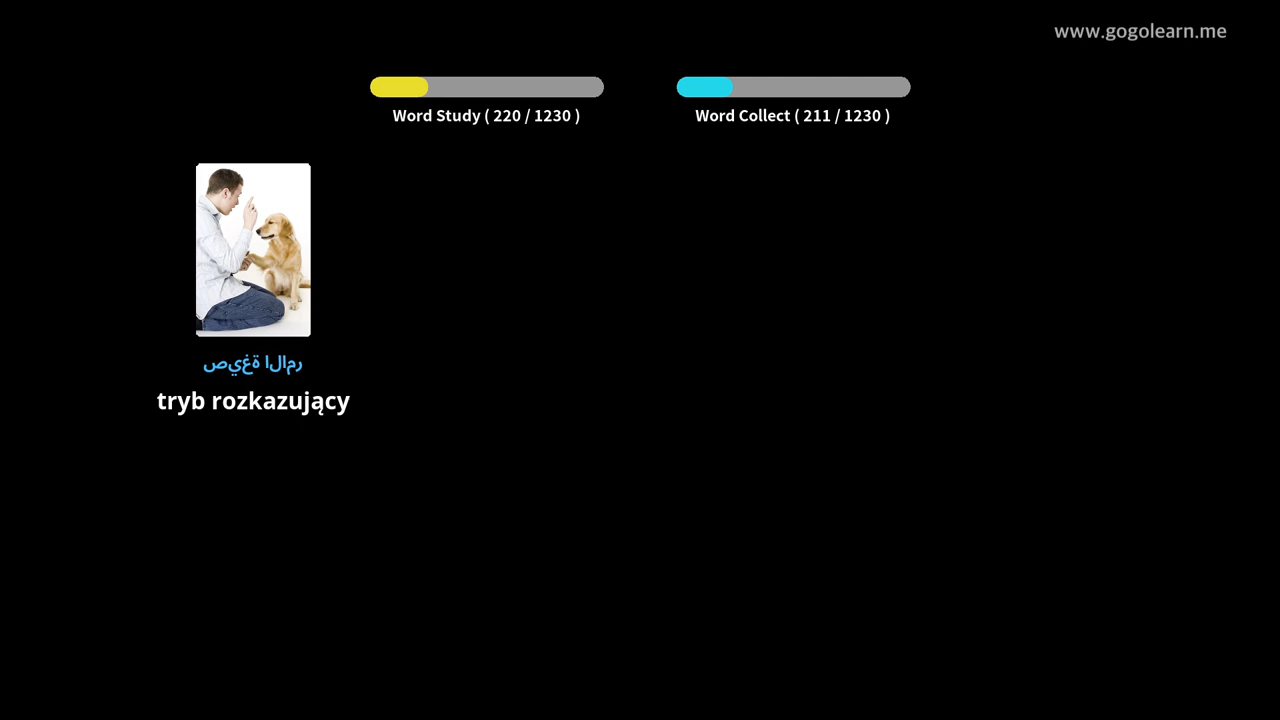 www.gogolearn.me
Word Study ( 220 / 1230 )
Word Collect ( 211 / 1230 )
صيغة الامر
tryb rozkazujący